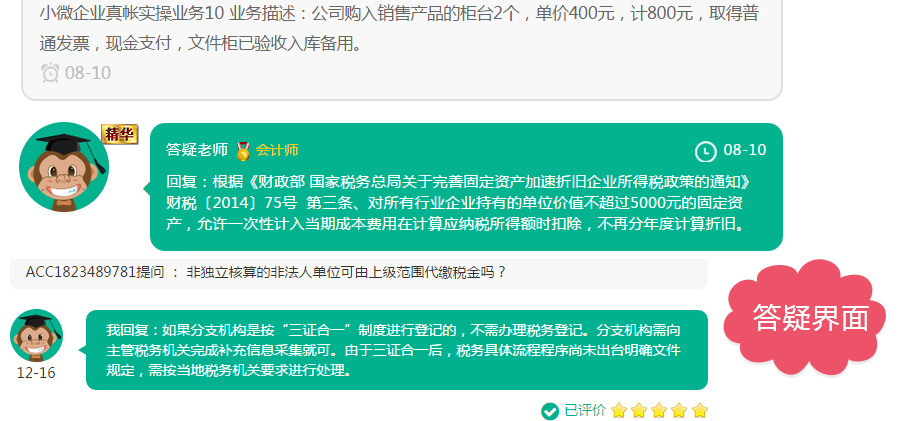 小微企业真帐实操业务10 业务描述：公司购入销售产品的柜台2个，单价400元，计800元，取得普
通发票，现金支付，文件柜已验收入库备用。
08-10
精华
答疑老师 会计师 08-10
回复：根据《财政部 国家税务总局关于完善固定资产加速折旧企业所得税政策的通知》
财税【2014】75号 第三条、对所有行业企业持有的单位价值不超过5000元的固定资
产，允许一次性计入当期成本费用在计算应纳税所得额时扣除，不再分年度计算折旧。
ACC1823489781提问 ： 非独立核算的非法人单位可由上级范围代缴税金吗？
我回复：如果分支机构是按“三证合一”制度进行登记的，不需办理税务登记。分支机构需向
主管税务机关完成补充信息采集就可。由于三证合一后，税务具体流程程序尚未出台明确文件
规定，需按当地税务机关要求进行处理。
12-16
已评价
答疑界面